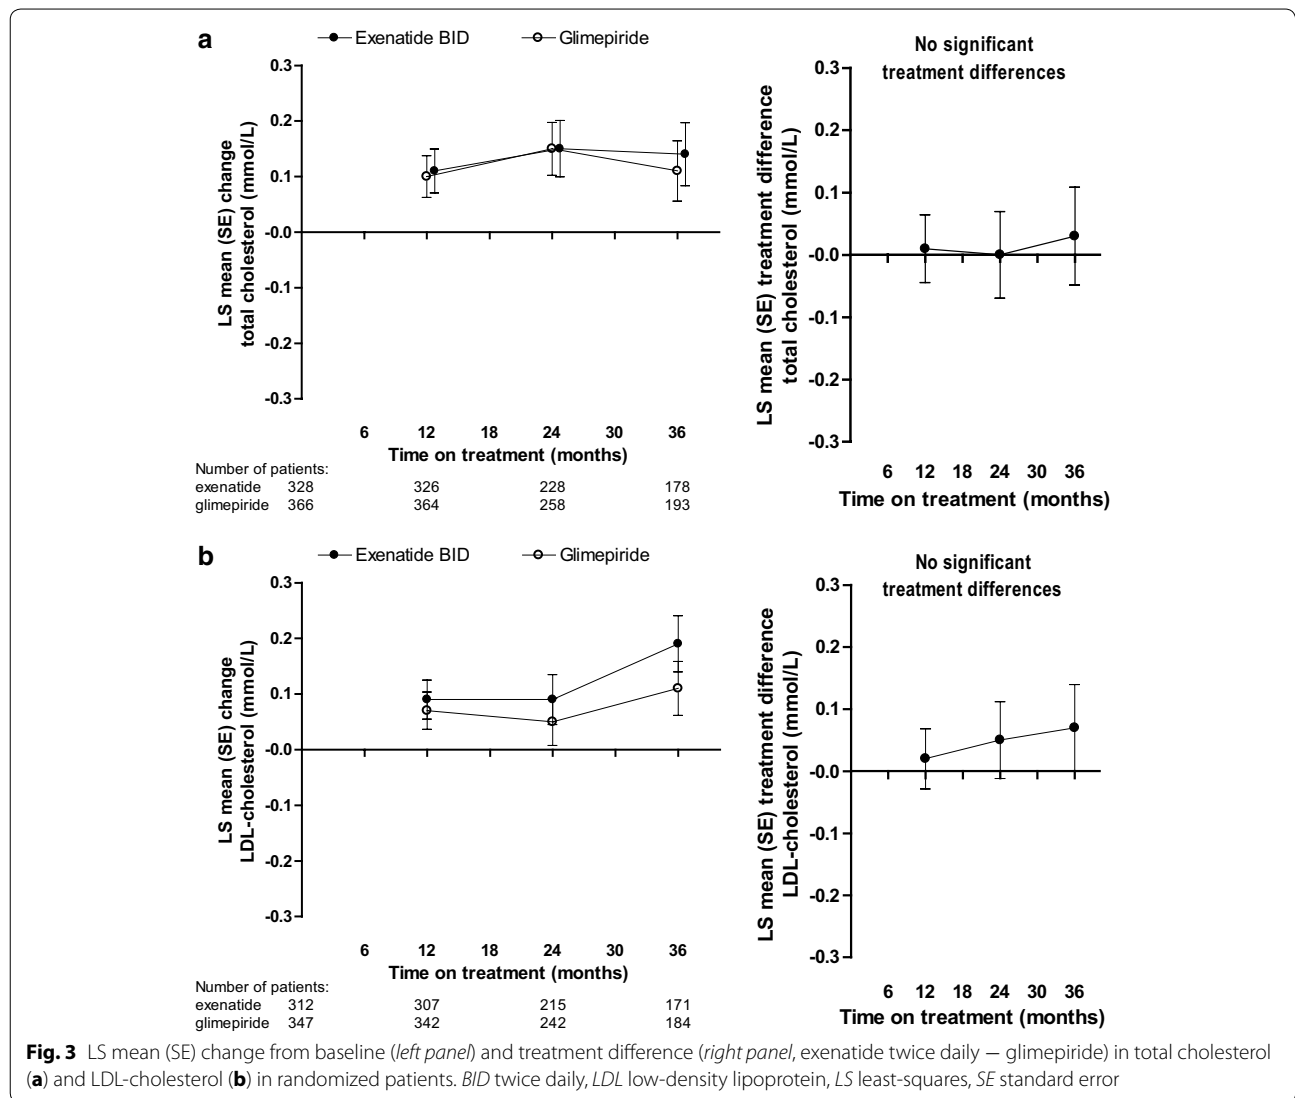 a
Exenatide BID
Glimepiride
0.3
0.2
0.1
-0.0
-0.1
-0.2
-0.3
LS mean (SE) change
total cholesterol (mmol/L)
6 12 18 24 30 36
Time on treatment (months)
Number of patients:
exenatide 328 326 228 178
glimepiride 366 364 258 193
No significant
treatment differences
0.3
0.2
0.1
-0.0
-0.1
-0.2
-0.3
LS mean (SE) treatment difference
total cholesterol (mmol/L)
6 12 18 24 30 36
Time on treatment (months)
b
Exenatide BID
Glimepiride
0.3
0.2
0.1
-0.0
-0.1
-0.2
-0.3
LS mean (SE) change
LDL-cholesterol (mmol/L)
6 12 18 24 30 36
Time on treatment (months)
Number of patients:
exenatide 312 307 215 171
glimepiride 347 342 242 184
No significant
treatment differences
0.3
0.2
0.1
-0.0
-0.1
-0.2
-0.3
LS mean (SE) treatment difference
LDL-cholesterol (mmol/L)
6 12 18 24 30 36
Time on treatment (months)
Fig. 3 LS mean (SE) change from baseline (left panel) and treatment difference (right panel, exenatide twice daily − glimepiride) in total cholesterol
(a) and LDL-cholesterol (b) in randomized patients. BID twice daily, LDL low-density lipoprotein, LS least-squares, SE standard error